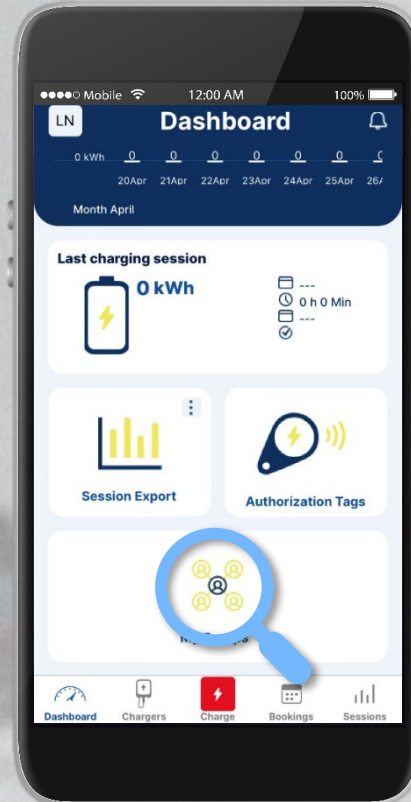 Mobile 12:00 AM 100%
LN Dashboard
0 kWh 0 0 0 0 0 0
20Apr 21Apr 22Apr 23Apr 24Apr 25Apr
Month April
Last charging session
0 kWh
---
0 h 0 Min
---
Session Export
Authorization Tags
Dashboard Chargers Charge Bookings Sessions